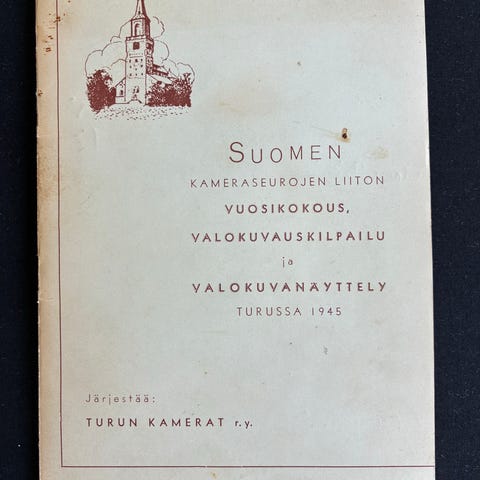 SUOMEN
KAMERASEUROJEN LIITON
VUOSIKOKOUS,
VALOKUVAUSKILPAILU
ja
VALOKUVANÄYTTELY
TURUSSA 1945
Järjestää:
TURUN KAMERAT r.y.